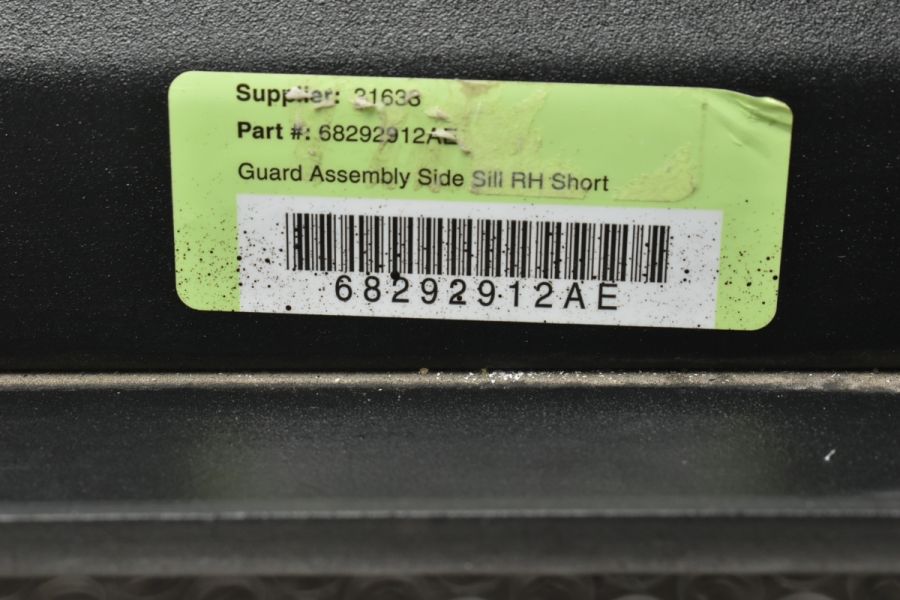 Supplier: 31638
Part #: 68292912AE
Guard Assembly Side Sill RH Short
68292912AE